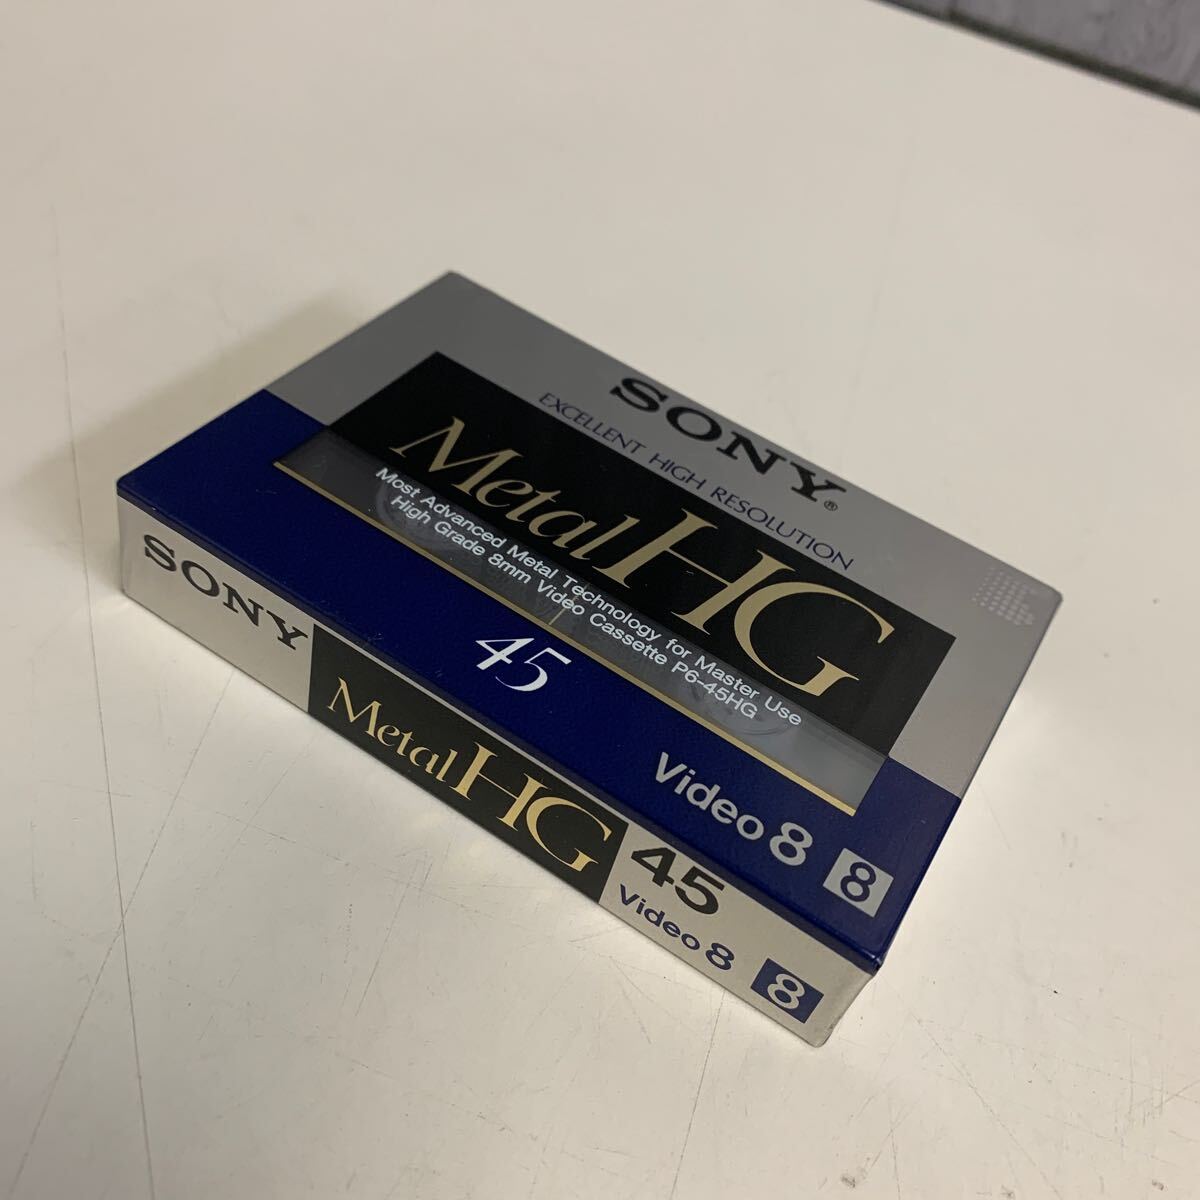 SONY®
EXCELLENT HIGH RESOLUTION
Metal HG
Most Advanced Metal Technology for Master Use
High Grade 8mm Video Cassette P6-45HG
45
Video 8 8
SONY
Metal HG
45
Video 8 8